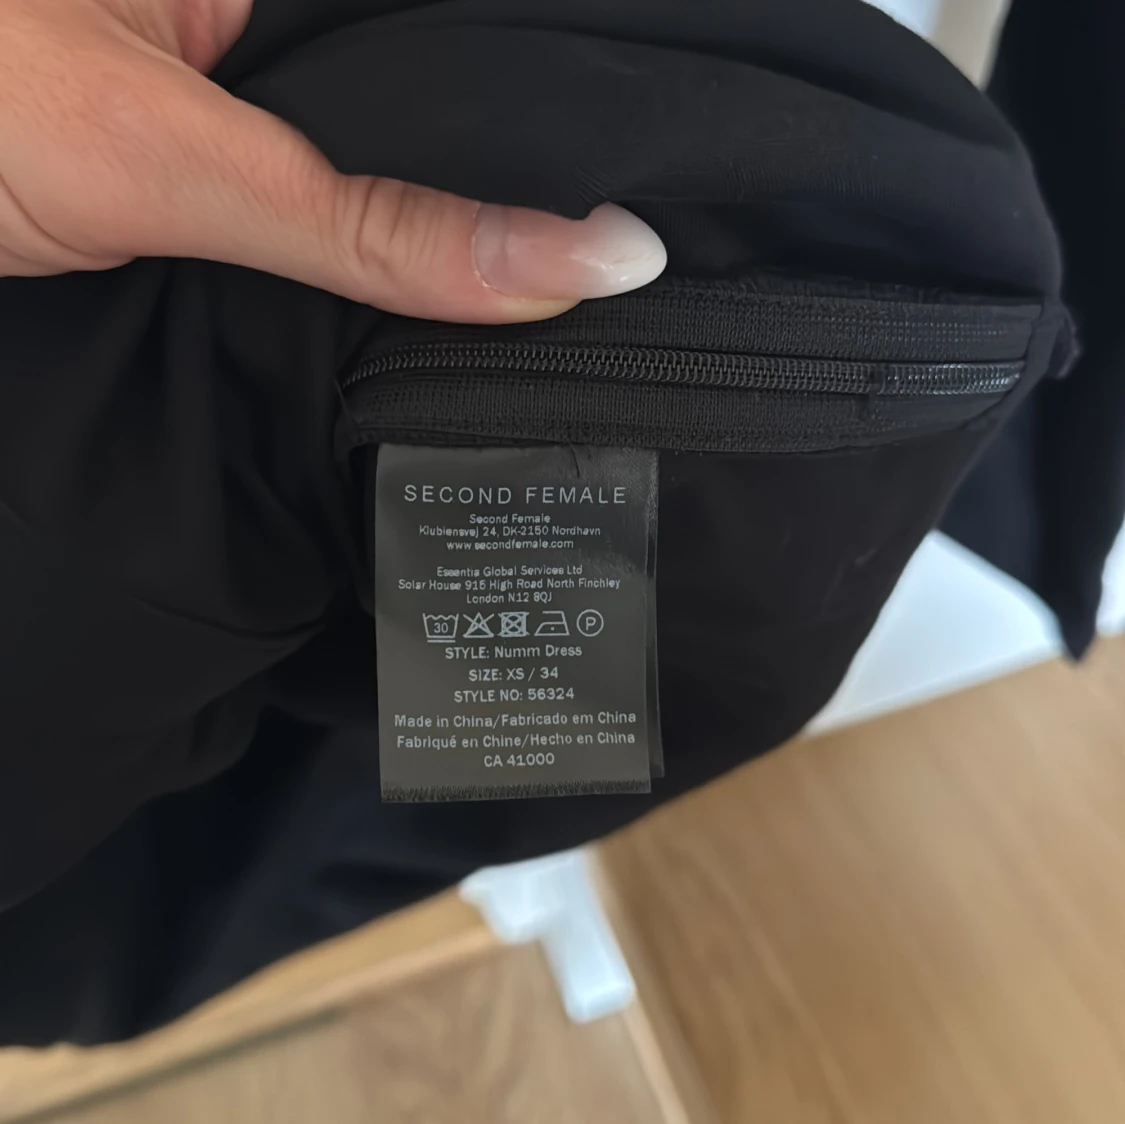 SECOND FEMALE
Second Female
Klubiensvej 24, DK-2150 Nordhavn
www.secondfemale.com
Essentia Global Services Ltd
Solar House 915 High Road North Finchley
London N12 8QJ
30 P
STYLE: Numm Dress
SIZE: XS / 34
STYLE NO: 56324
Made in China/Fabricado em China
Fabriqué en Chine/Hecho en China
CA 41000